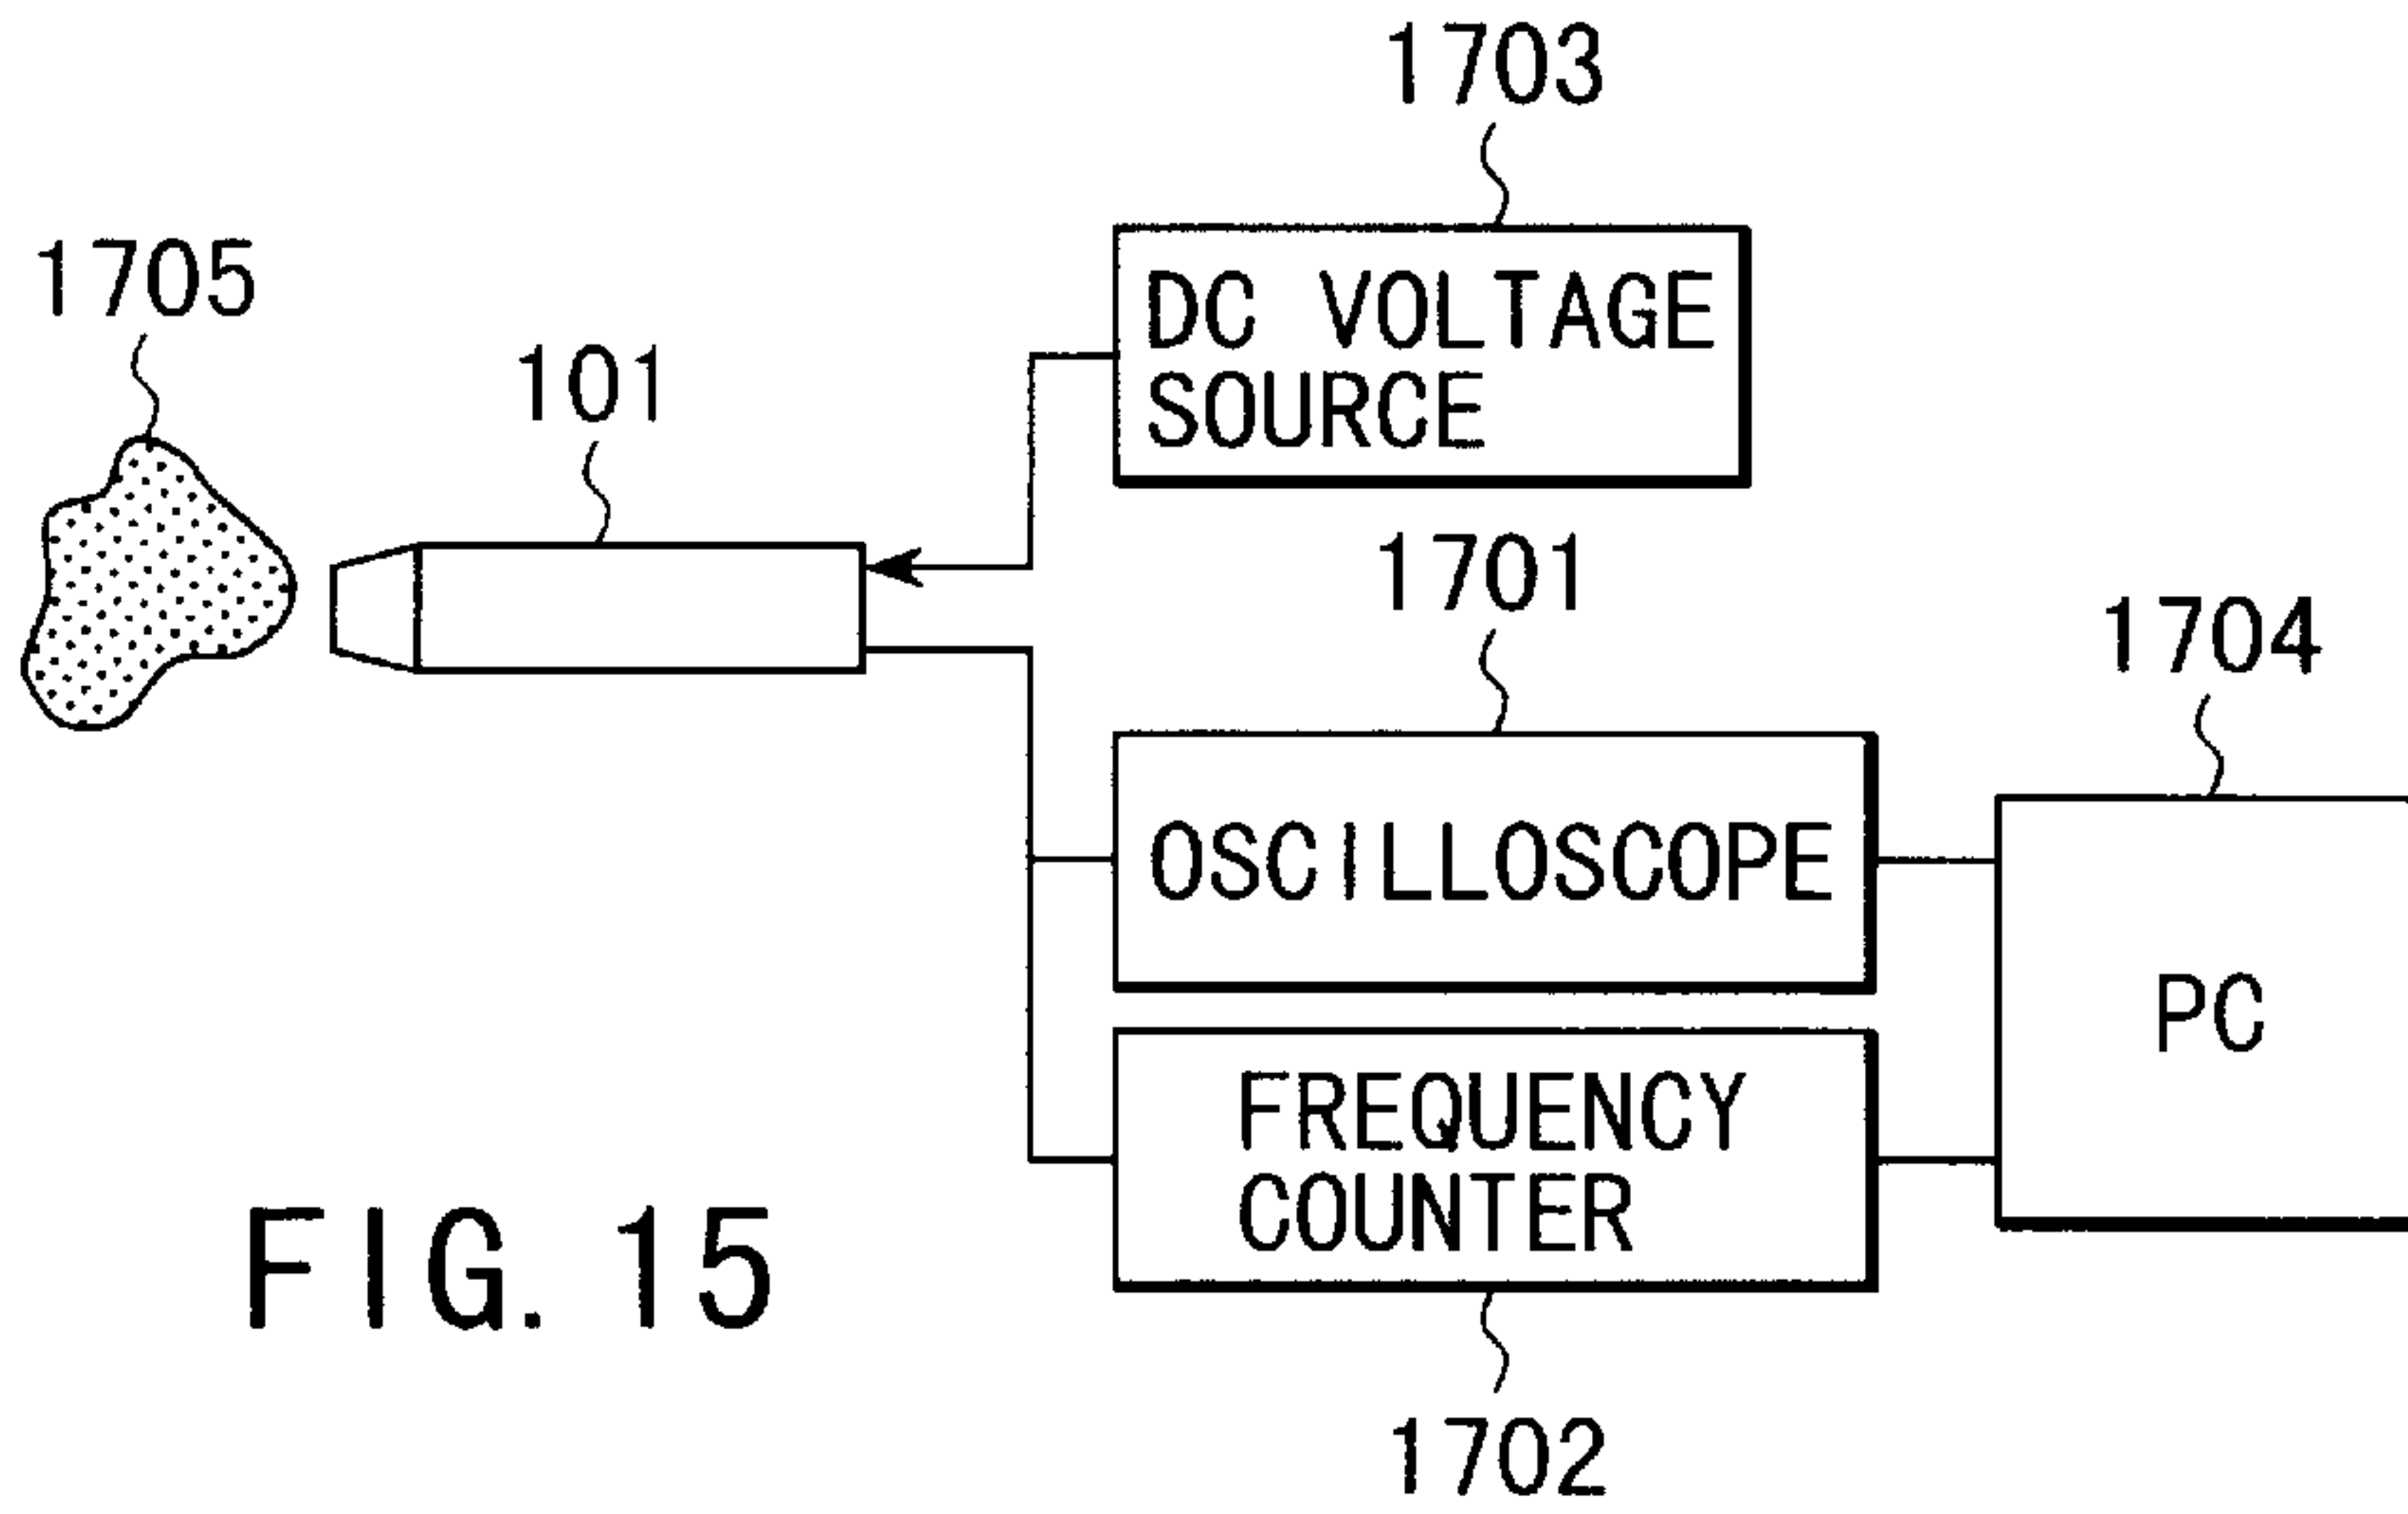 1703
1705
DC VOLTAGE
SOURCE
101
1701
1704
OSCILLOSCOPE
PC
FREQUENCY
COUNTER
FIG. 15
1702